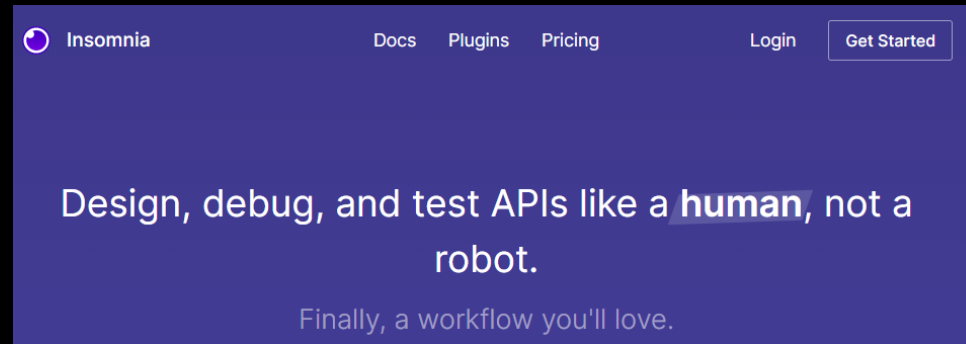 Insomnia Docs Plugins Pricing Login Get Started
Design, debug, and test APIs like a human, not a
robot.
Finally, a workflow you'll love.